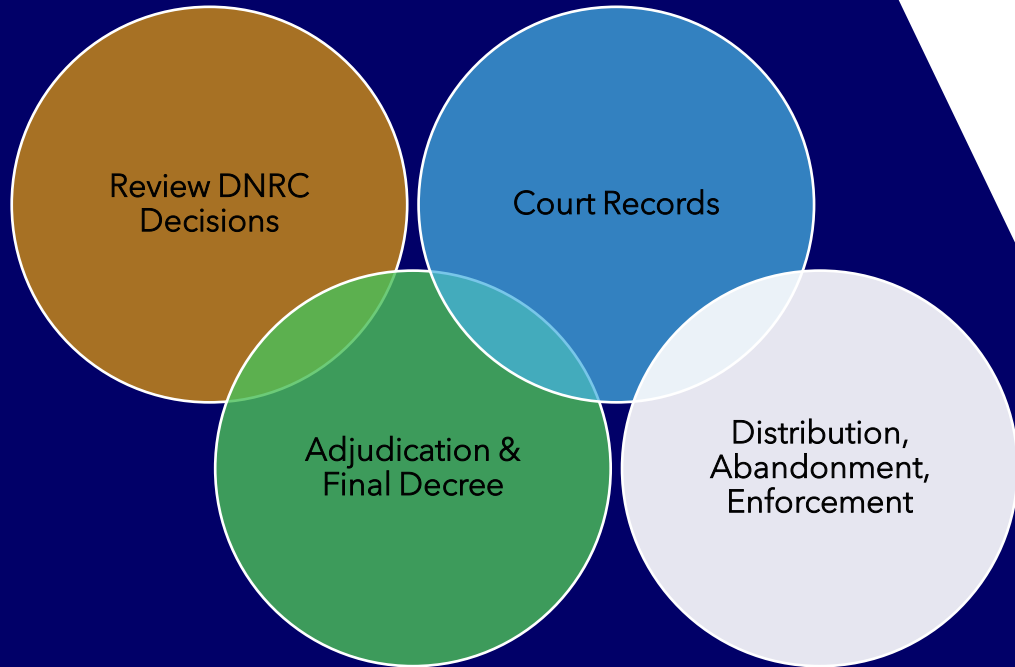 Review DNRC
Decisions
Court Records
Adjudication &
Final Decree
Distribution,
Abandonment,
Enforcement